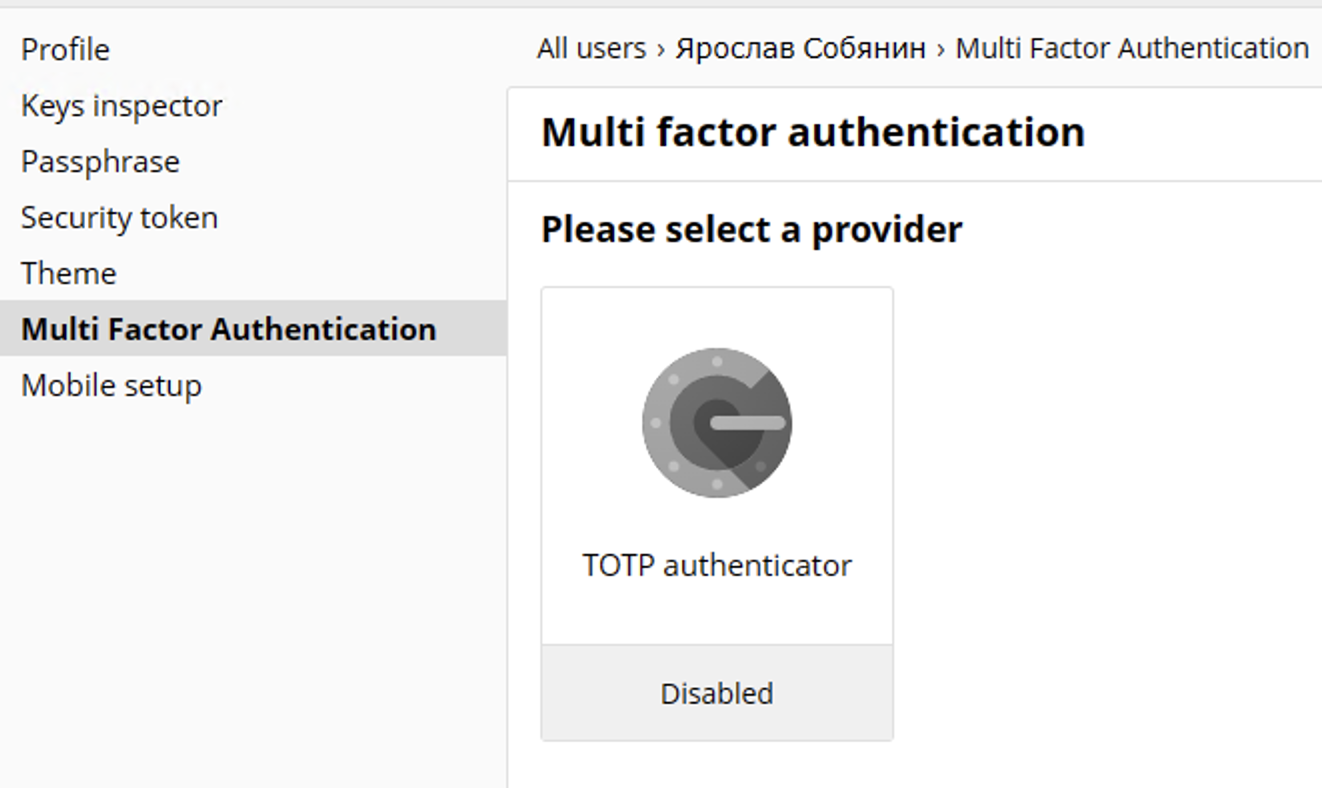 Profile
Keys inspector
Passphrase
Security token
Theme
Multi Factor Authentication
Mobile setup
All users › Ярослав Собянин › Multi Factor Authentication
Multi factor authentication
Please select a provider
TOTP authenticator
Disabled